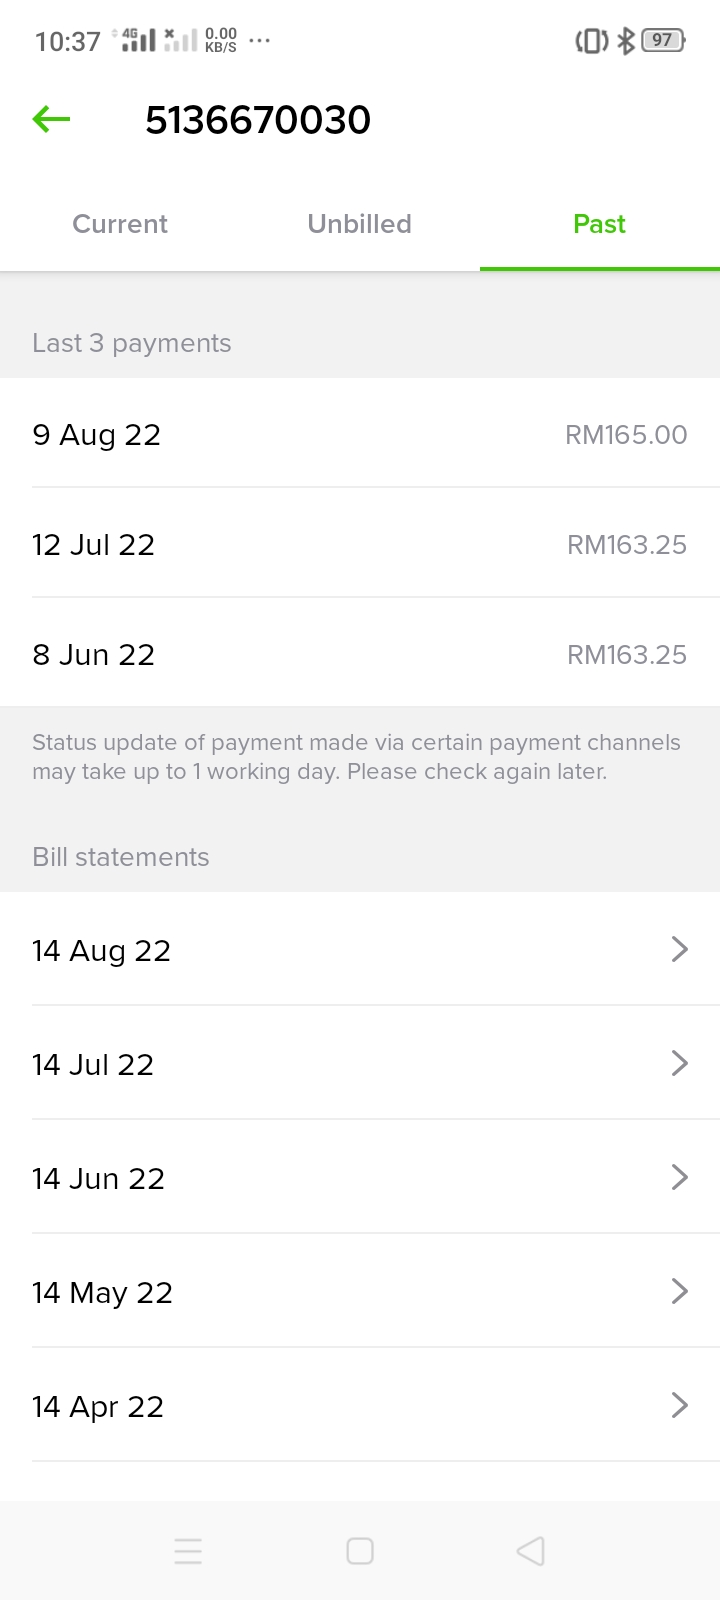 10:37 4G 0.00 KB/S ... 97
5136670030
Current Unbilled Past
Last 3 payments
9 Aug 22 RM165.00
12 Jul 22 RM163.25
8 Jun 22 RM163.25
Status update of payment made via certain payment channels
may take up to 1 working day. Please check again later.
Bill statements
14 Aug 22
14 Jul 22
14 Jun 22
14 May 22
14 Apr 22